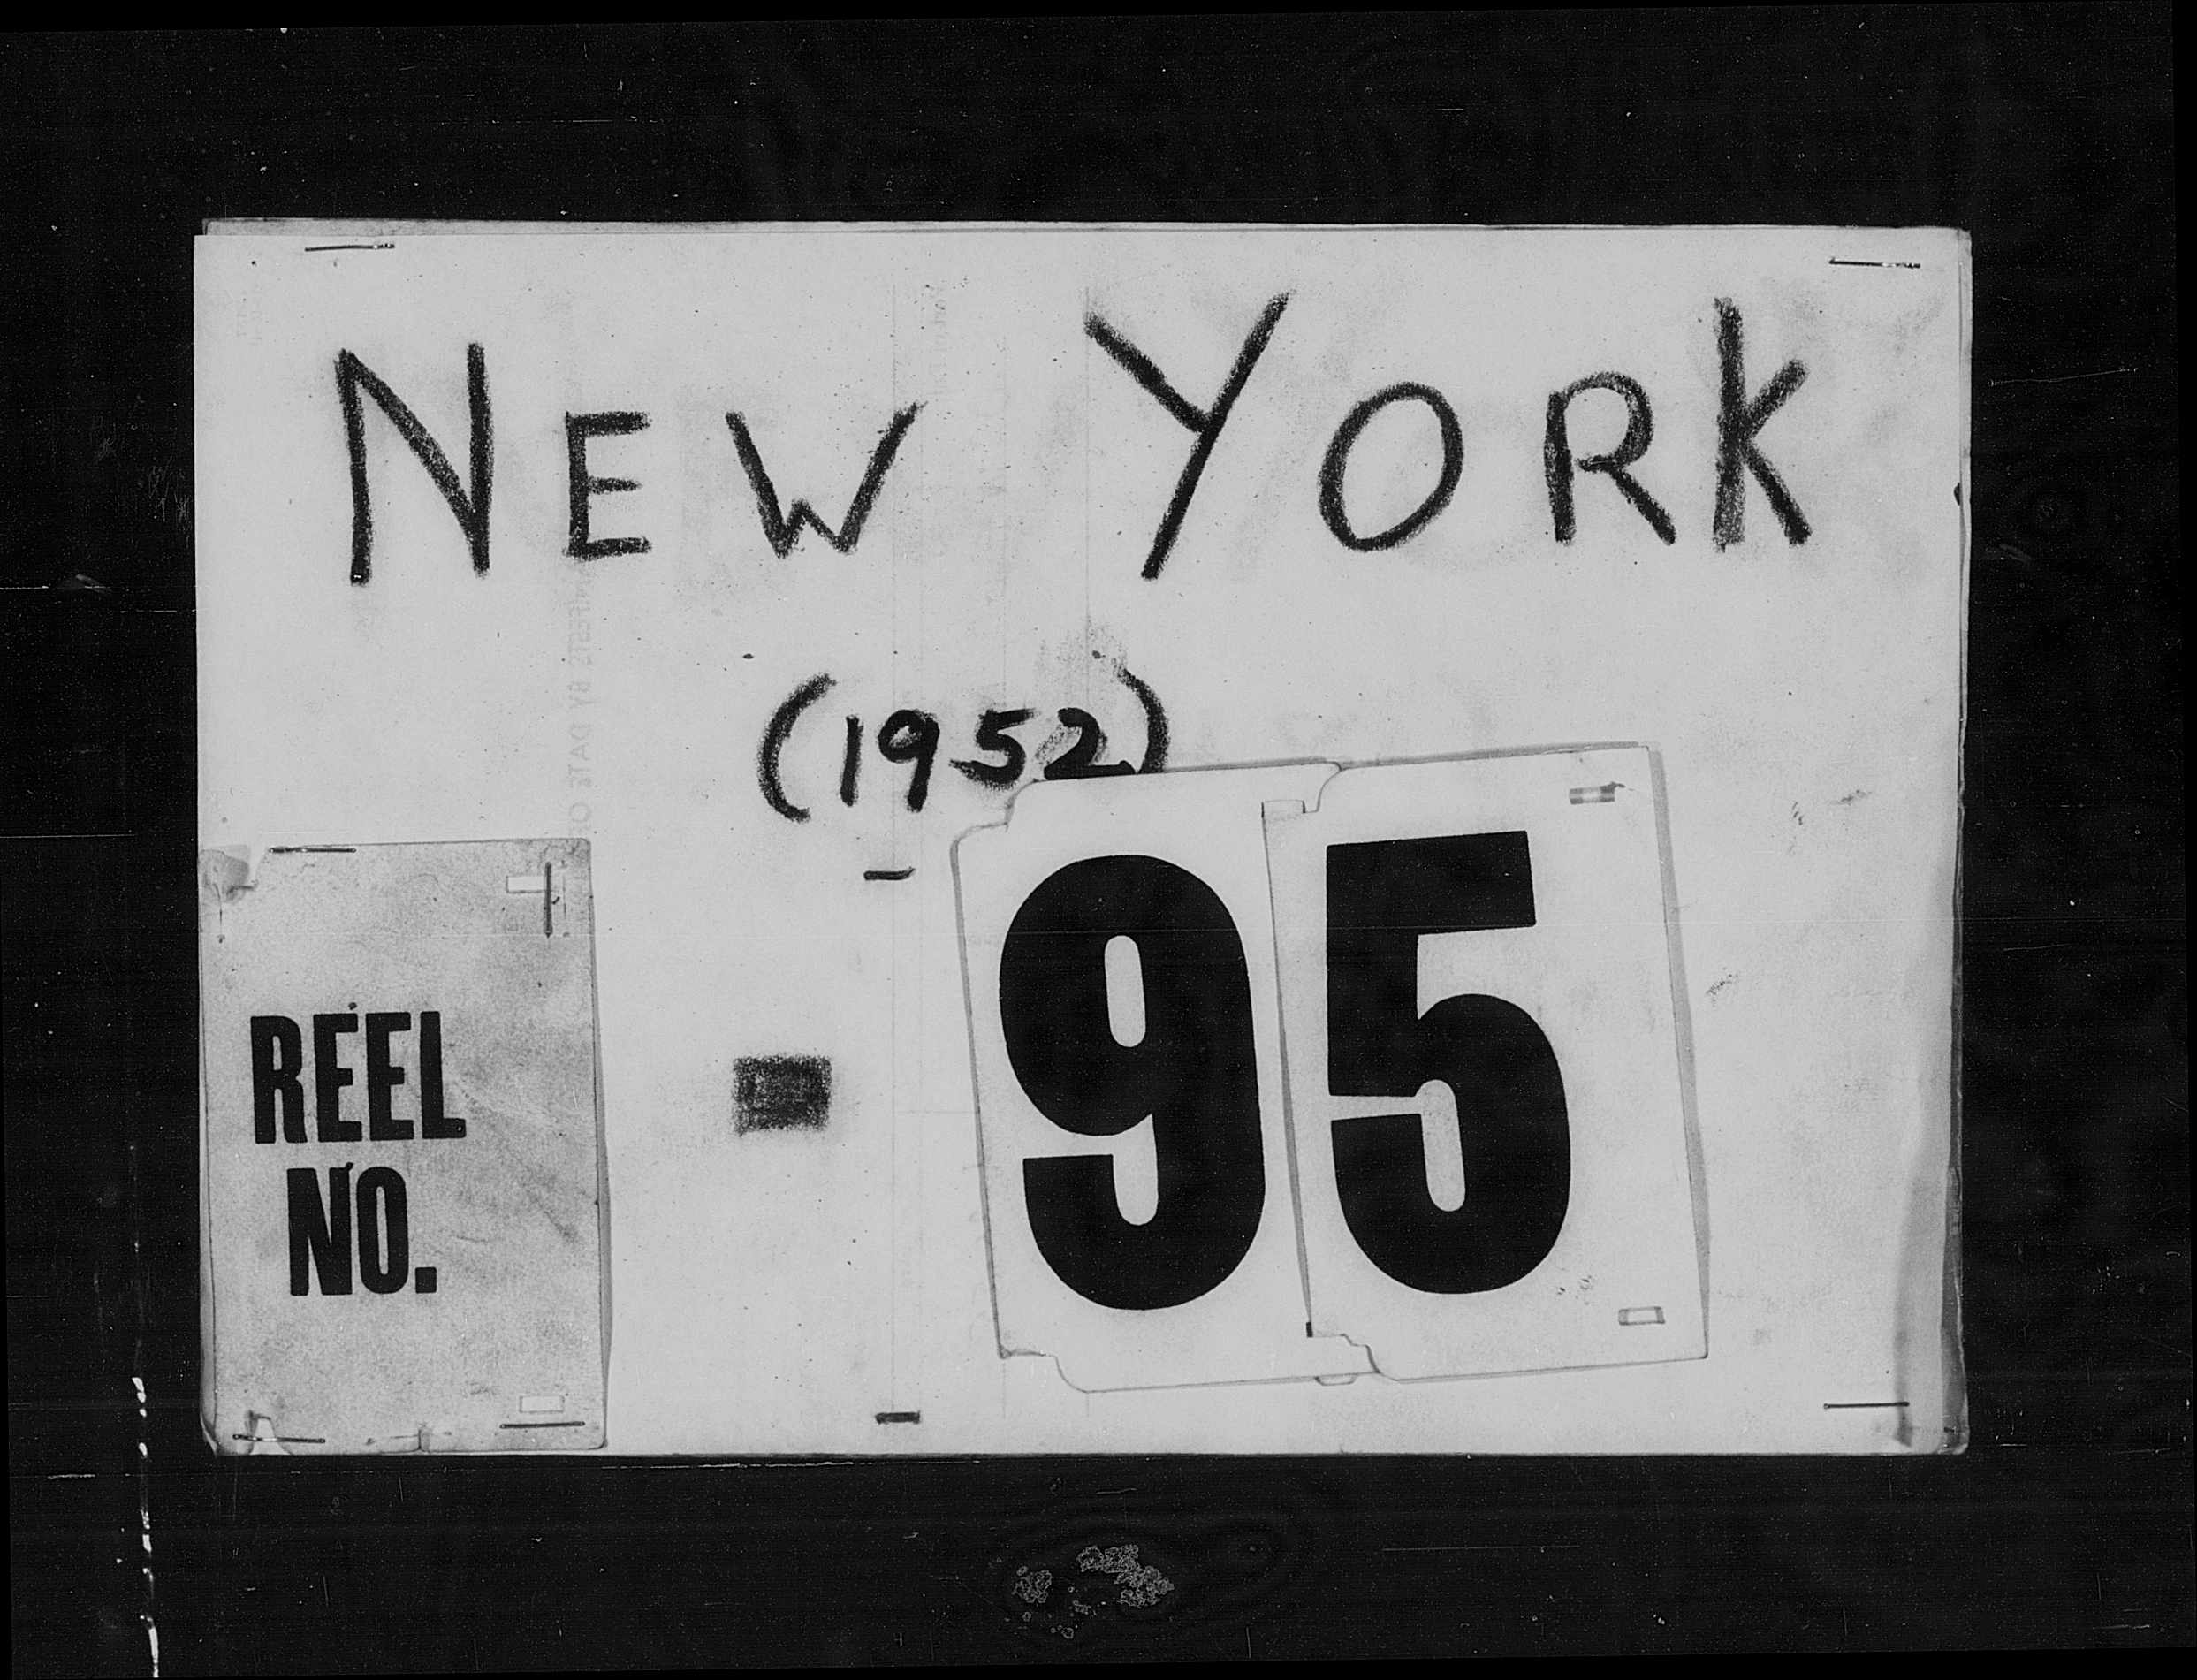 NEW YORK
(1952)
REEL
NO.
- 95